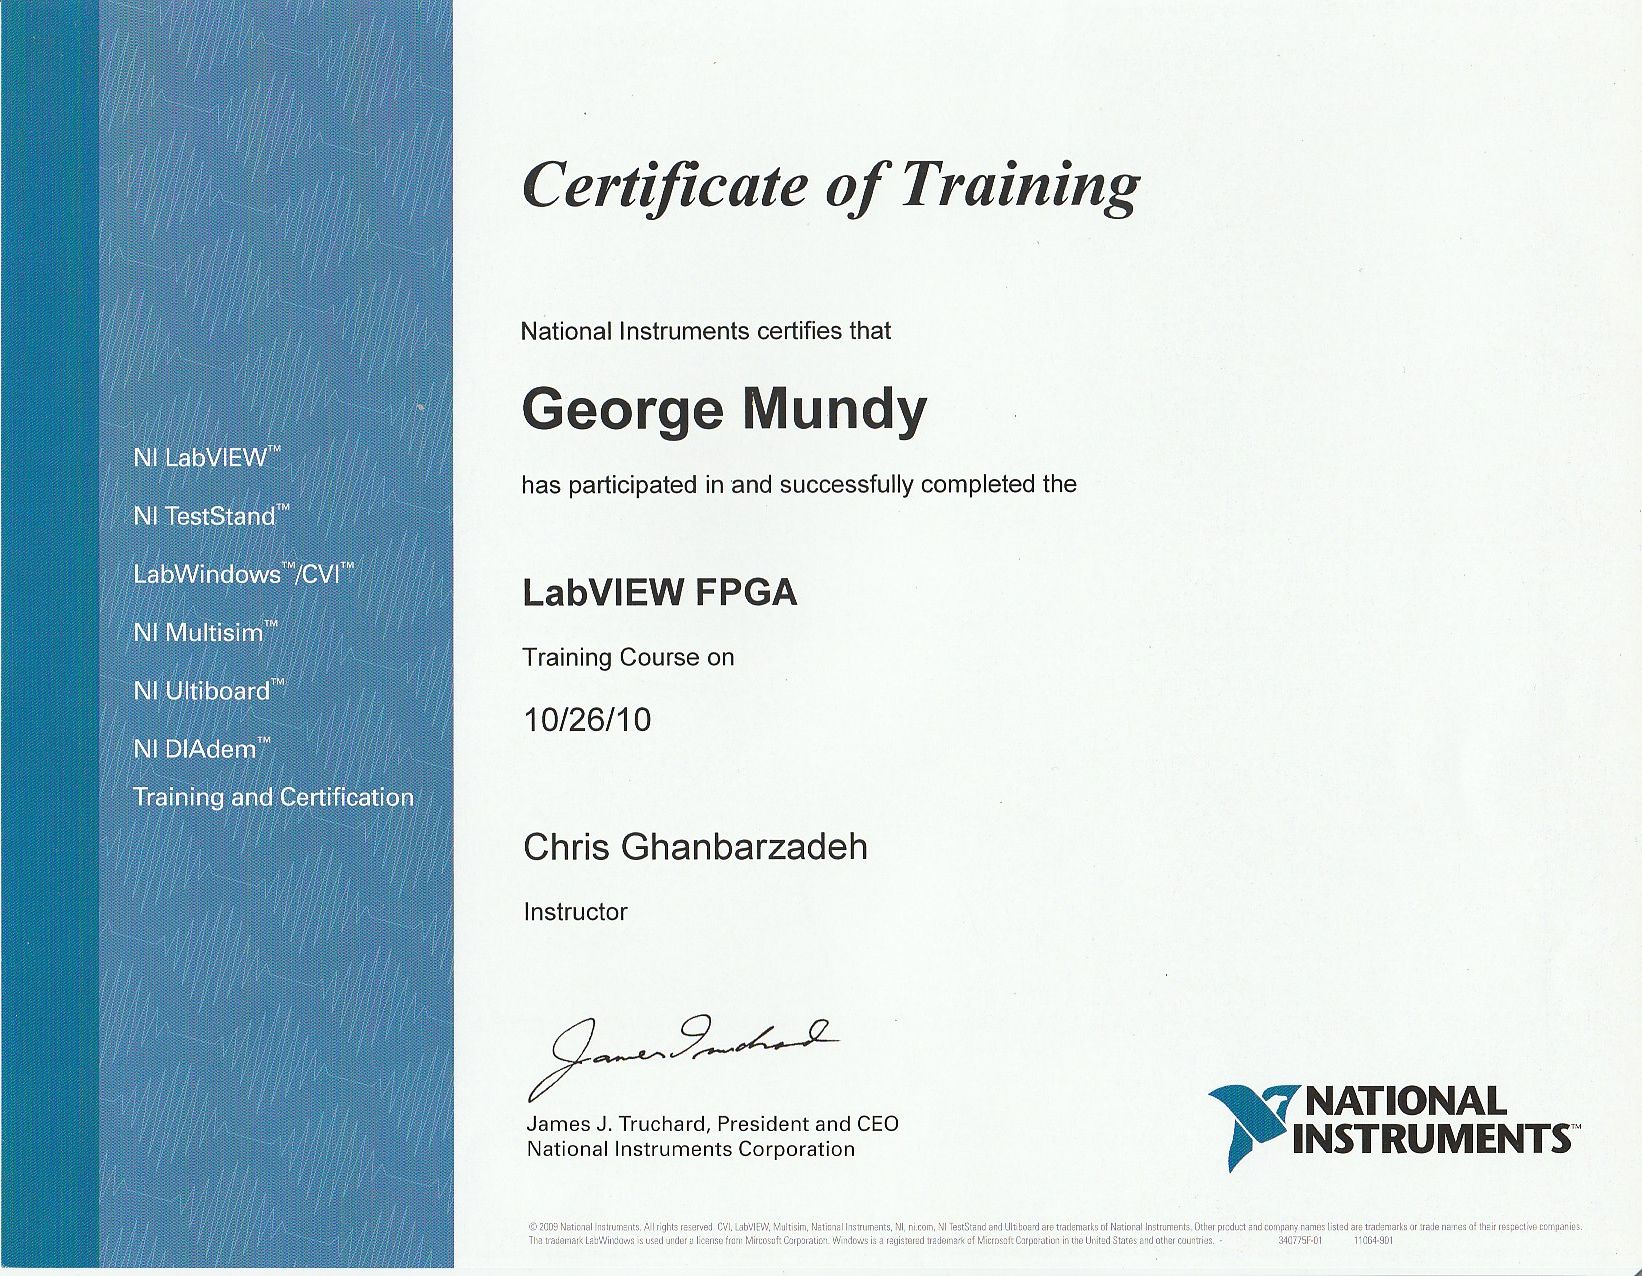 Certificate of Training
National Instruments certifies that
George Mundy
has participated in and successfully completed the
LabVIEW FPGA
Training Course on
10/26/10
Chris Ghanbarzadeh
Instructor
James Truchard
James J. Truchard, President and CEO
National Instruments Corporation
NI LabVIEW™
NI TestStand™
LabWindows™/CVI™
NI Multisim™
NI Ultiboard™
NI DIAdem™
Training and Certification
NATIONAL
INSTRUMENTS™
© 2009 National Instruments. All rights reserved. CVI, LabVIEW, Multisim, National Instruments, NI, ni.com, NI TestStand and Ultiboard are trademarks of National Instruments. Other product and company names listed are trademarks or trade names of their respective companies.
The trademark LabWindows is used under a license from Mircosoft Corporation. Windows is a registered trademark of Microsoft Corporation in the United States and other countries. - 340775F-01 11064-901